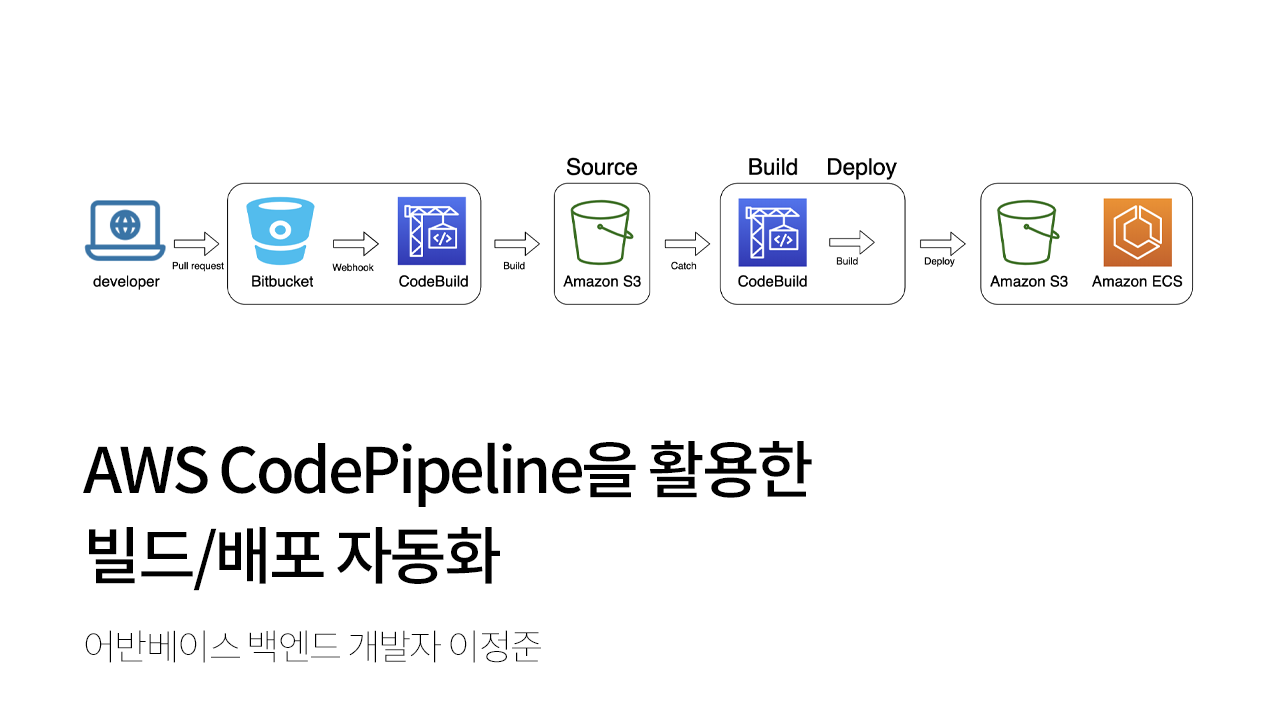 Source
Build Deploy
Pull request
Webhook
Build
Catch
Build
Deploy
developer
Bitbucket
CodeBuild
Amazon S3
CodeBuild
Amazon S3
Amazon ECS
AWS CodePipeline을 활용한
빌드/배포 자동화
어반베이스 백엔드 개발자 이정준